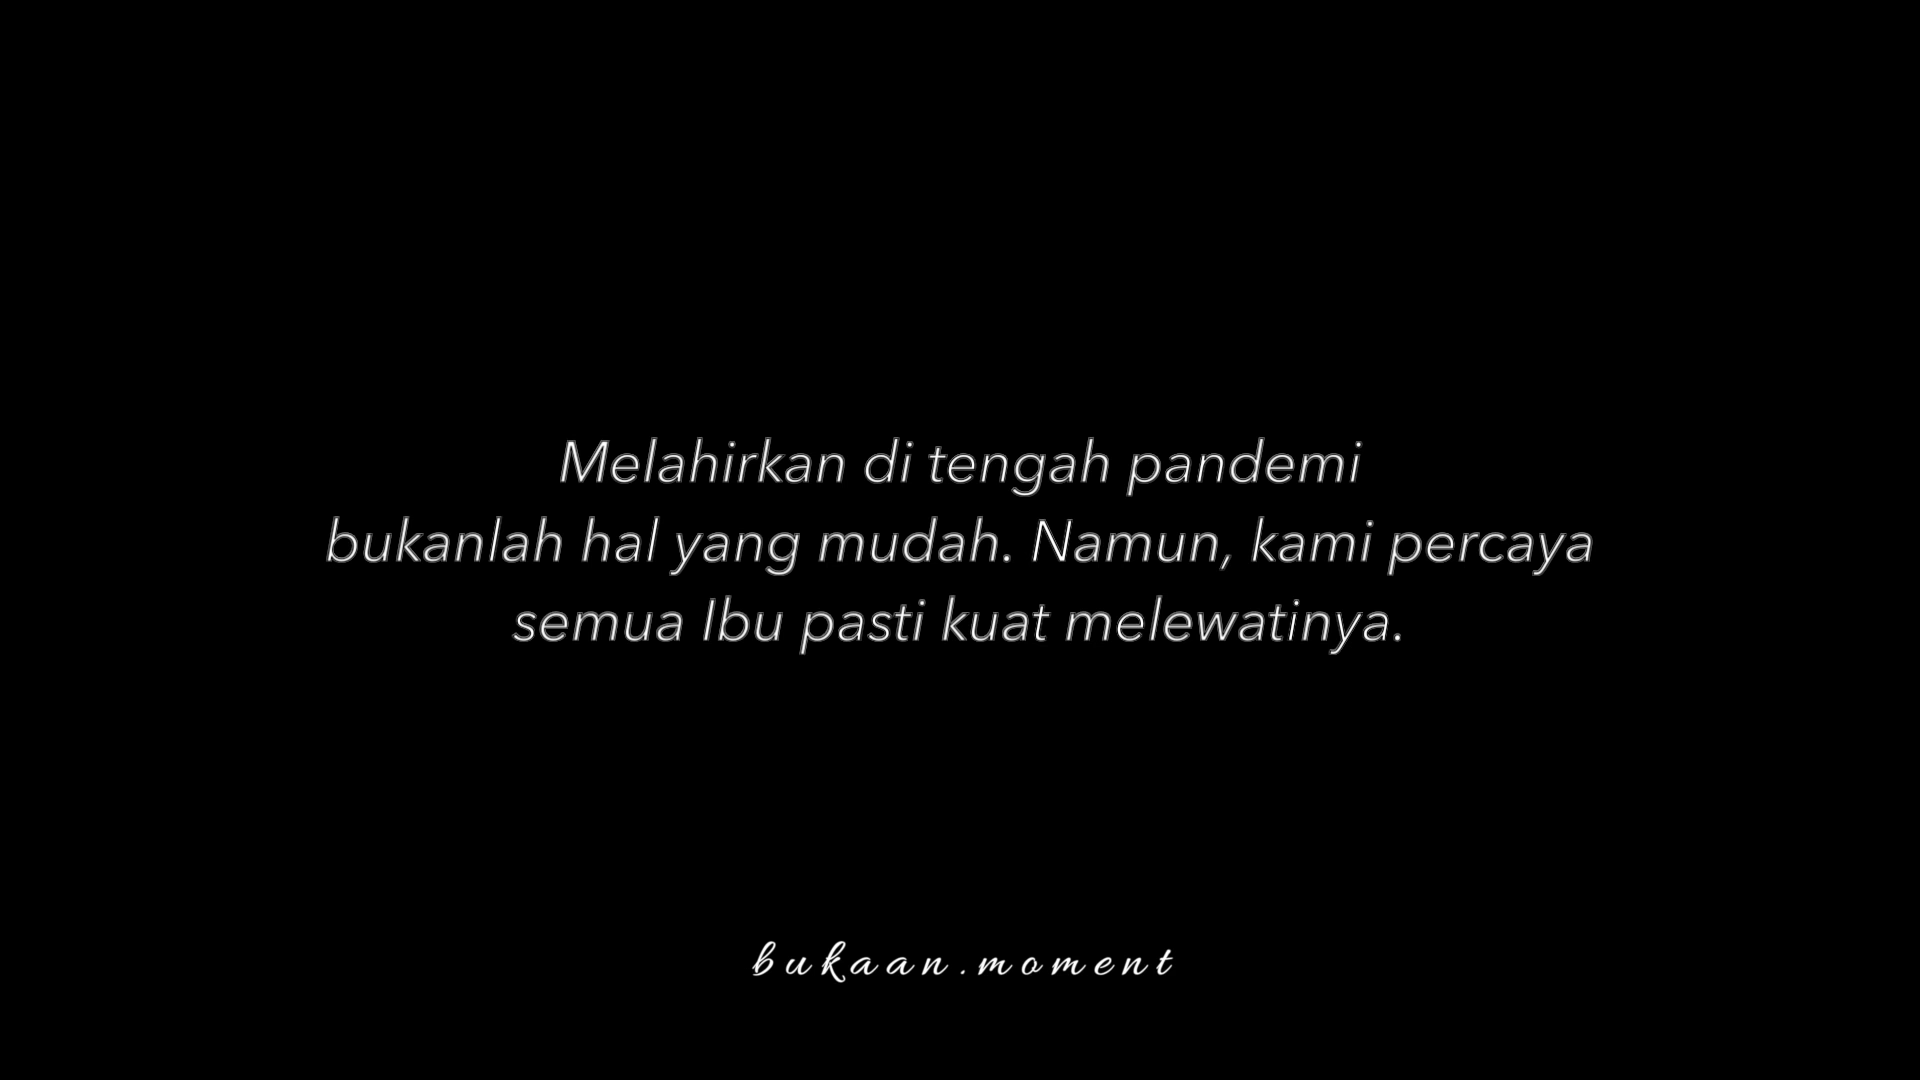 Melahirkan di tengah pandemi
bukanlah hal yang mudah. Namun, kami percaya
semua Ibu pasti kuat melewatinya.
bukaan.moment